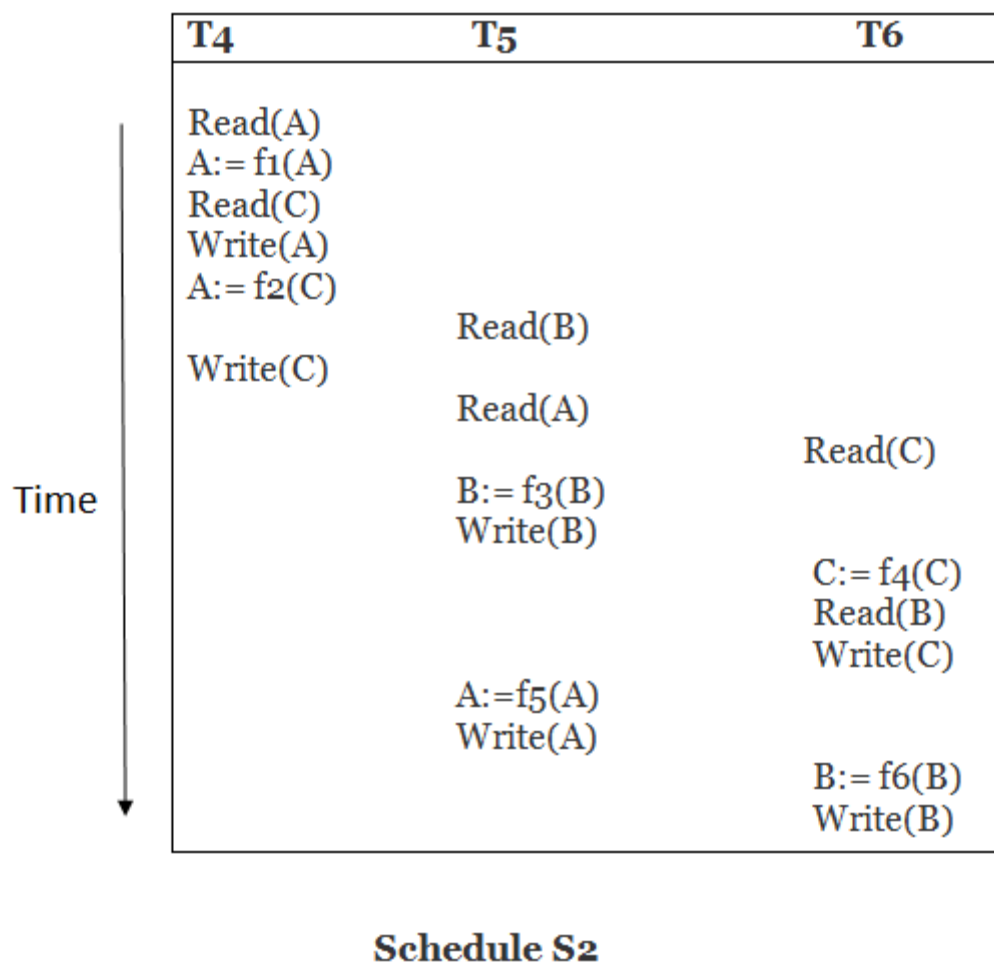 T4 T5 T6
Read(A)
A:= f1(A)
Read(C)
Write(A)
A:= f2(C)
Read(B)
Write(C)
Read(A)
Read(C)
Time
B:= f3(B)
Write(B)
C:= f4(C)
Read(B)
Write(C)
A:=f5(A)
Write(A)
B:= f6(B)
Write(B)
Schedule S2